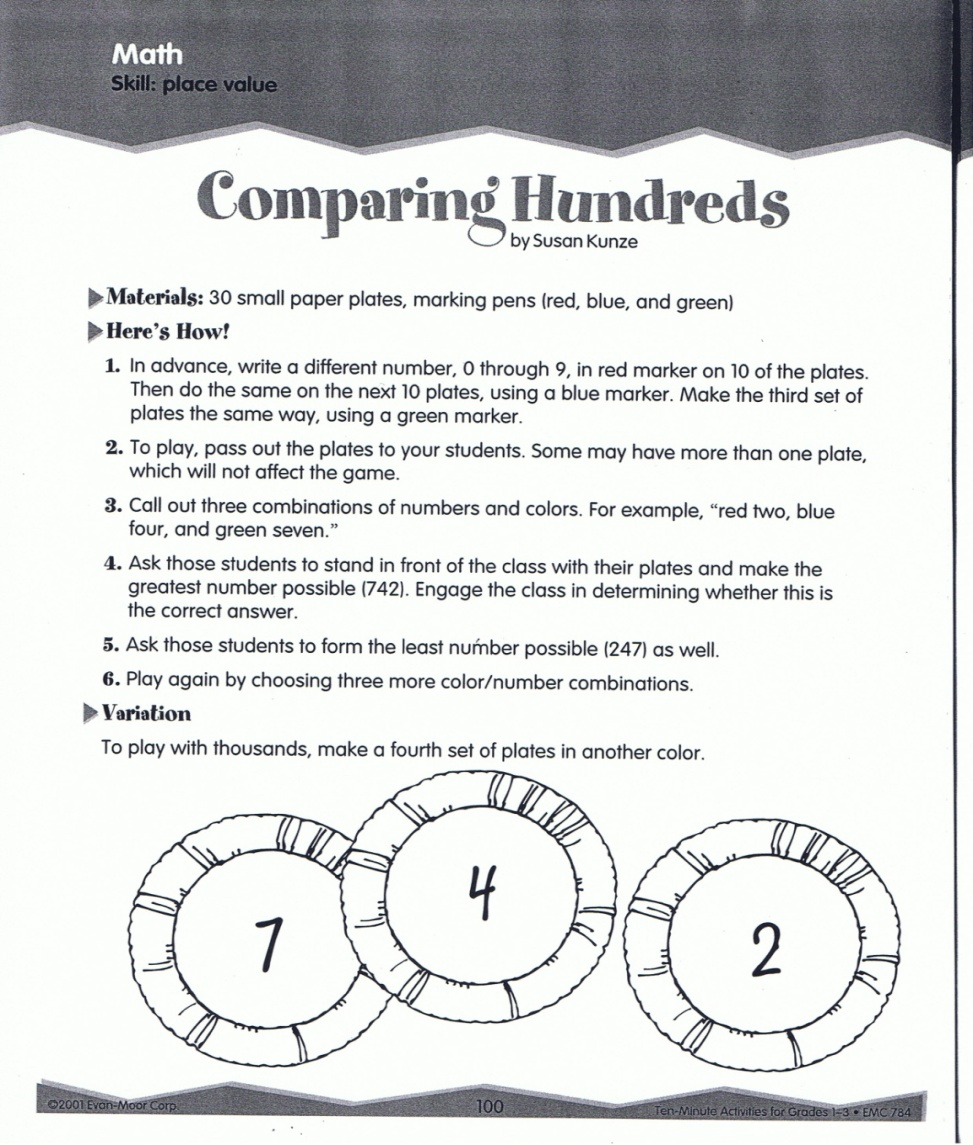 Math
Skill: place value
Comparing Hundreds
by Susan Kunze
Materials: 30 small paper plates, marking pens (red, blue, and green)
Here's How!
1. In advance, write a different number, 0 through 9, in red marker on 10 of the plates.
Then do the same on the next 10 plates, using a blue marker. Make the third set of
plates the same way, using a green marker.
2. To play, pass out the plates to your students. Some may have more than one plate,
which will not affect the game.
3. Call out three combinations of numbers and colors. For example, “red two, blue
four, and green seven.”
4. Ask those students to stand in front of the class with their plates and make the
greatest number possible (742). Engage the class in determining whether this is
the correct answer.
5. Ask those students to form the least number possible (247) as well.
6. Play again by choosing three more color/number combinations.
Variation
To play with thousands, make a fourth set of plates in another color.
7
4
2
©2001 Evan-Moor Corp.
100
Ten-Minute Activities for Grades 1–3 • EMC 784